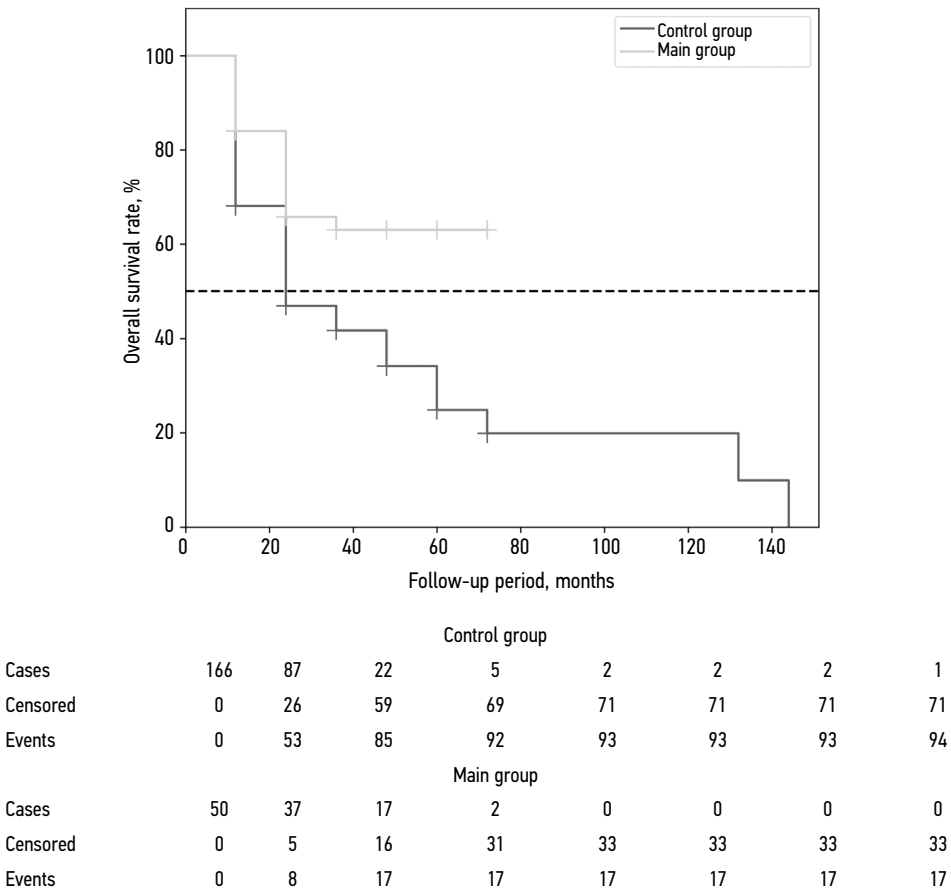 Control group
Main group
100
80
60
40
20
0
Overall survival rate, %
0 20 40 60 80 100 120 140
Follow-up period, months
Control group
Cases 166 87 22 5 2 2 2 1
Censored 0 26 59 69 71 71 71 71
Events 0 53 85 92 93 93 93 94
Main group
Cases 50 37 17 2 0 0 0 0
Censored 0 5 16 31 33 33 33 33
Events 0 8 17 17 17 17 17 17